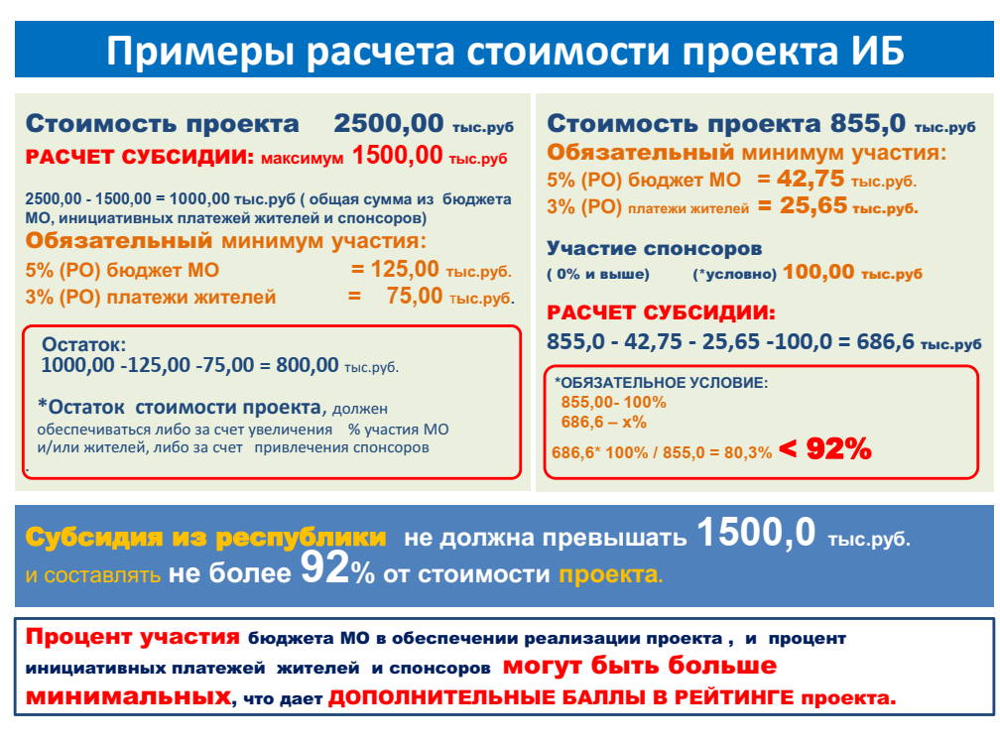 Примеры расчета стоимости проекта ИБ
Стоимость проекта 2500,00 тыс.руб
РАСЧЕТ СУБСИДИИ: максимум 1500,00 тыс.руб
2500,00 - 1500,00 = 1000,00 тыс.руб ( общая сумма из бюджета
МО, инициативных платежей жителей и спонсоров)
Обязательный минимум участия:
5% (РО) бюджет МО = 125,00 тыс.руб.
3% (РО) платежи жителей = 75,00 тыс.руб.
Остаток:
1000,00 -125,00 -75,00 = 800,00 тыс.руб.
*Остаток стоимости проекта, должен
обеспечиваться либо за счет увеличения % участия МО
и/или жителей, либо за счет привлечения спонсоров
.
Стоимость проекта 855,0 тыс.руб
Обязательный минимум участия:
5% (РО) бюджет МО = 42,75 тыс.руб.
3% (РО) платежи жителей = 25,65 тыс.руб.
Участие спонсоров
( 0% и выше) (*условно) 100,00 тыс.руб
РАСЧЕТ СУБСИДИИ:
855,0 - 42,75 - 25,65 -100,0 = 686,6 тыс.руб
*ОБЯЗАТЕЛЬНОЕ УСЛОВИЕ:
855,00- 100%
686,6 – х%
686,6* 100% / 855,0 = 80,3% < 92%
Субсидия из республики не должна превышать 1500,0 тыс.руб.
и составлять не более 92% от стоимости проекта.
Процент участия бюджета МО в обеспечении реализации проекта , и процент
инициативных платежей жителей и спонсоров могут быть больше
минимальных, что дает ДОПОЛНИТЕЛЬНЫЕ БАЛЛЫ В РЕЙТИНГЕ проекта.